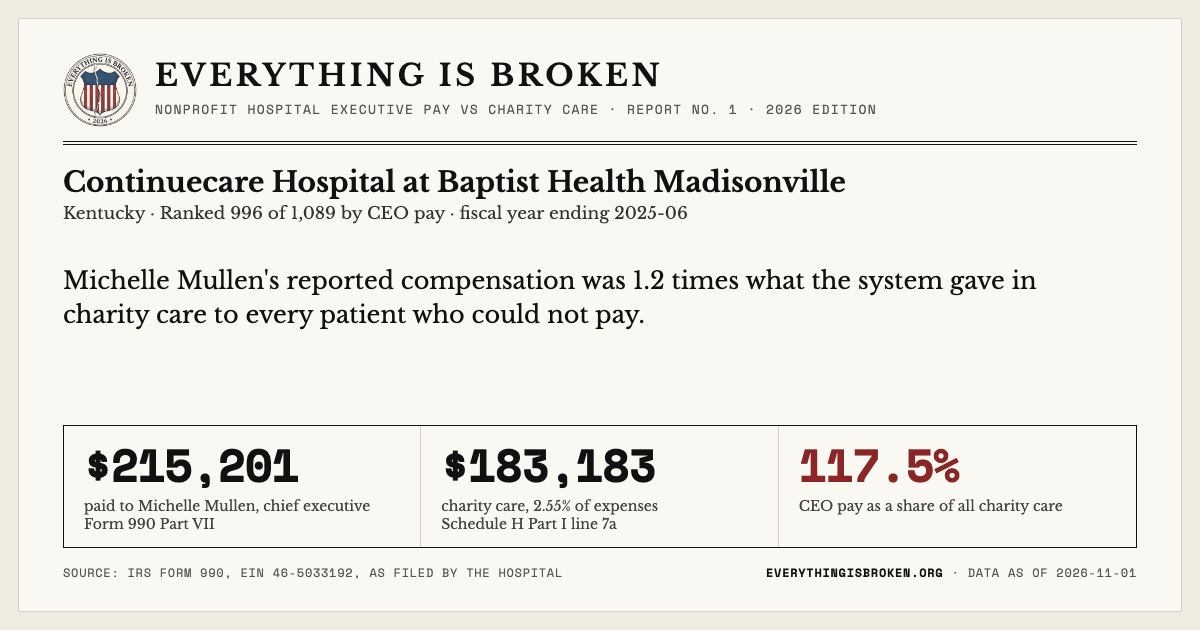 EVERYTHING IS BROKEN
2026
EVERYTHING IS BROKEN
NONPROFIT HOSPITAL EXECUTIVE PAY VS CHARITY CARE · REPORT NO. 1 · 2026 EDITION
Continuecare Hospital at Baptist Health Madisonville
Kentucky · Ranked 996 of 1,089 by CEO pay · fiscal year ending 2025-06
Michelle Mullen's reported compensation was 1.2 times what the system gave in
charity care to every patient who could not pay.
$215,201
paid to Michelle Mullen, chief executive
Form 990 Part VII
$183,183
charity care, 2.55% of expenses
Schedule H Part I line 7a
117.5%
CEO pay as a share of all charity care
SOURCE: IRS FORM 990, EIN 46-5033192, AS FILED BY THE HOSPITAL
EVERYTHINGISBROKEN.ORG · DATA AS OF 2026-11-01